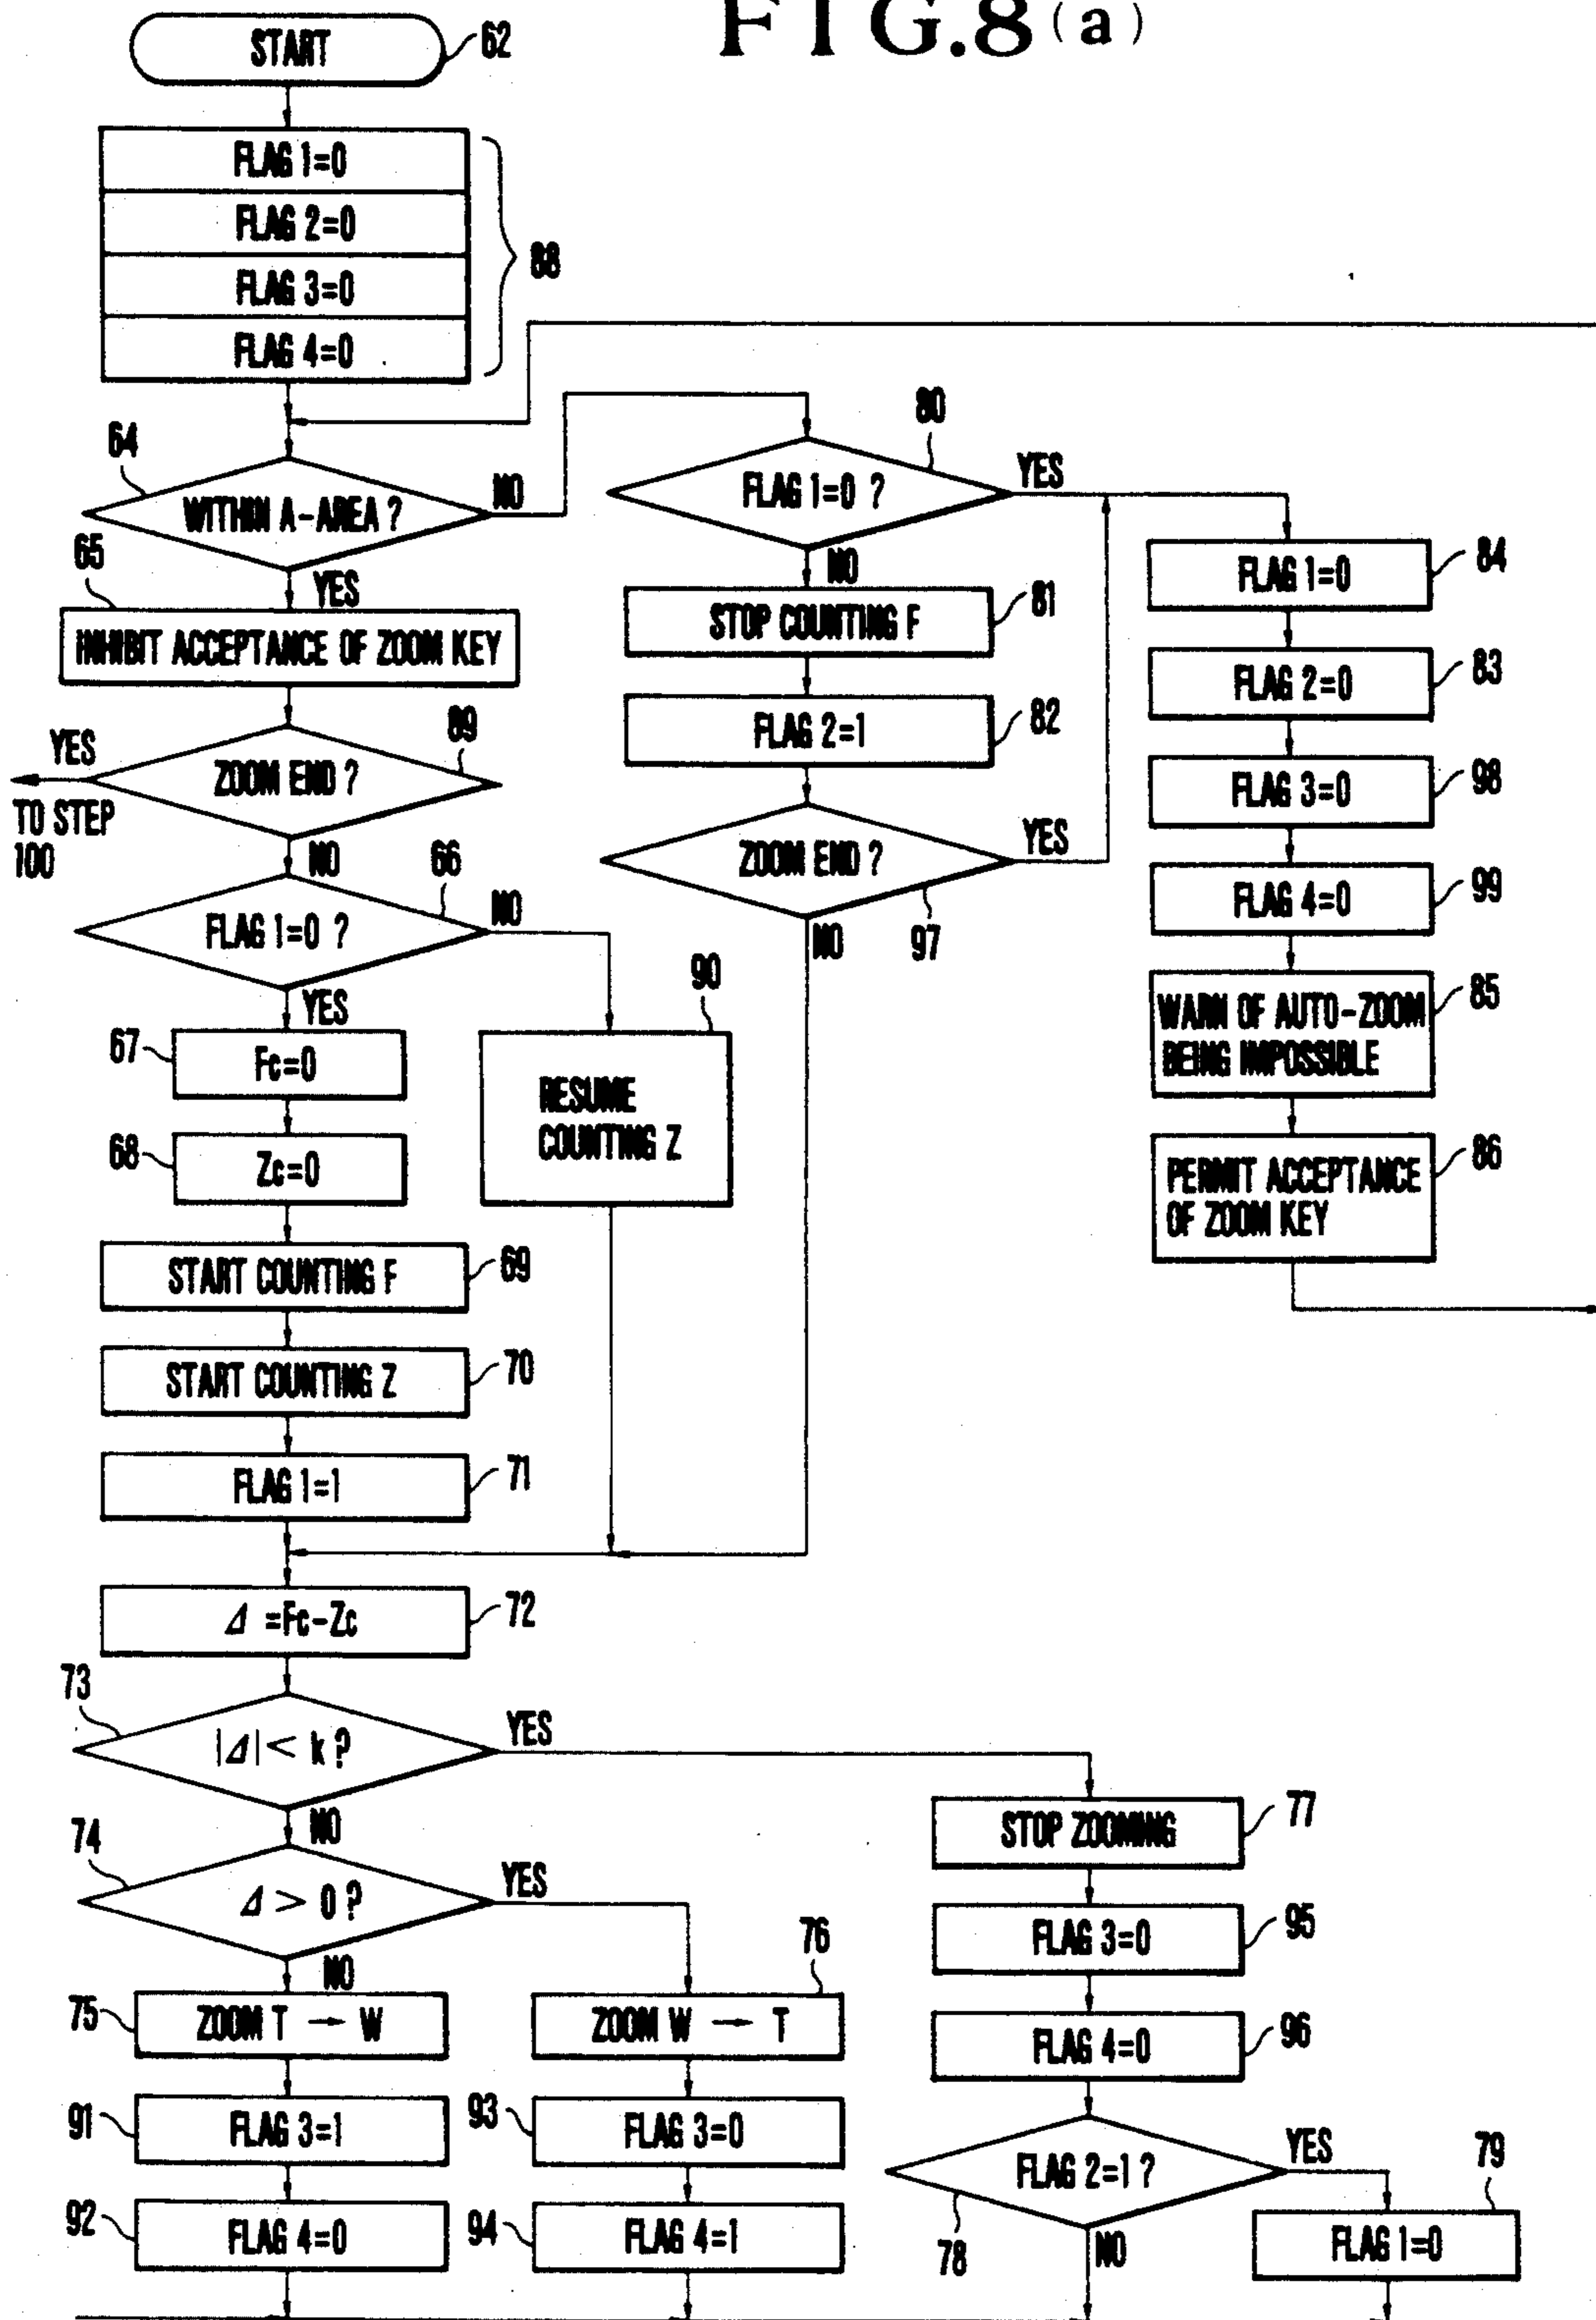 FIG.8 (a)
START
62
FLAG 1=0
FLAG 2=0
FLAG 3=0
FLAG 4=0
88
64
WITHIN A-AREA ?
NO
YES
65
INHIBIT ACCEPTANCE OF ZOOM KEY
89
ZOOM END ?
YES
TO STEP
100
NO
66
FLAG 1=0 ?
NO
YES
67
Fc=0
68
Zc=0
START COUNTING F
69
START COUNTING Z
70
FLAG 1=1
71
90
RESUME
COUNTING Z
80
FLAG 1=0 ?
YES
NO
STOP COUNTING F
81
FLAG 2=1
82
ZOOM END ?
YES
97
NO
FLAG 1=0
84
FLAG 2=0
83
FLAG 3=0
98
FLAG 4=0
99
WARN OF AUTO-ZOOM
BEING IMPOSSIBLE
85
PERMIT ACCEPTANCE
OF ZOOM KEY
86
Δ =Fc-Zc
72
73
|Δ| < k ?
YES
NO
74
Δ > 0 ?
YES
NO
75
ZOOM T → W
91
FLAG 3=1
92
FLAG 4=0
76
ZOOM W → T
93
FLAG 3=0
94
FLAG 4=1
STOP ZOOMING
77
FLAG 3=0
95
FLAG 4=0
96
FLAG 2=1 ?
YES
78
NO
79
FLAG 1=0